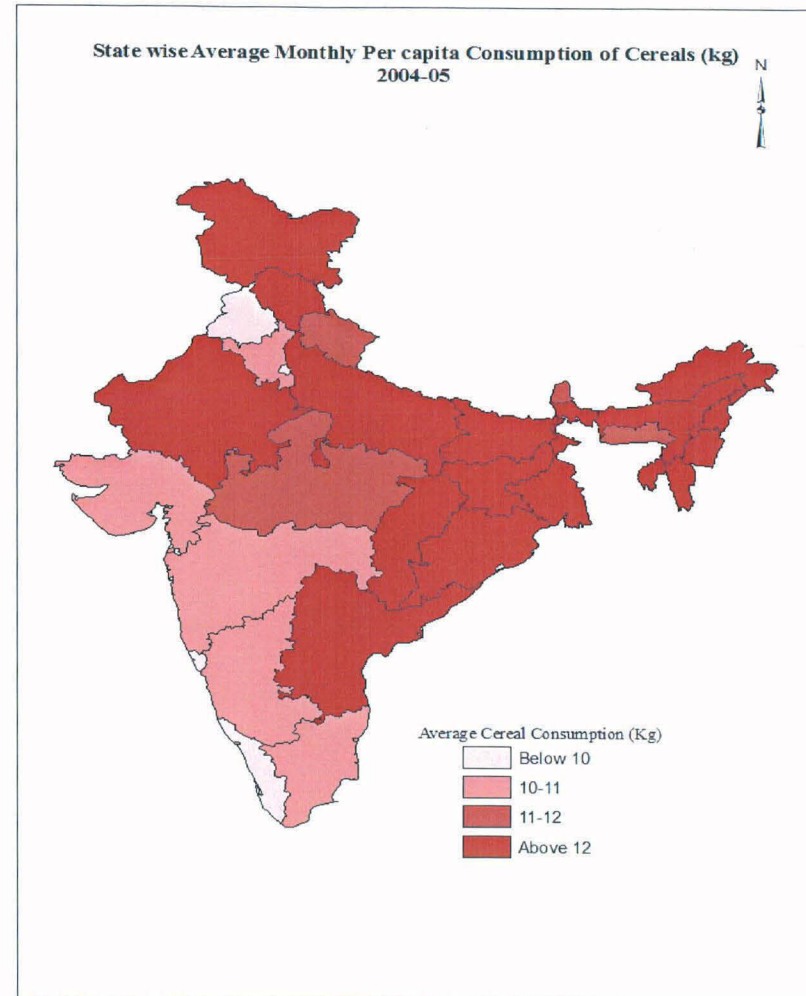 State wise Average Monthly Per capita Consumption of Cereals (kg)
2004-05
N
Average Cereal Consumption (Kg)
Below 10
10-11
11-12
Above 12